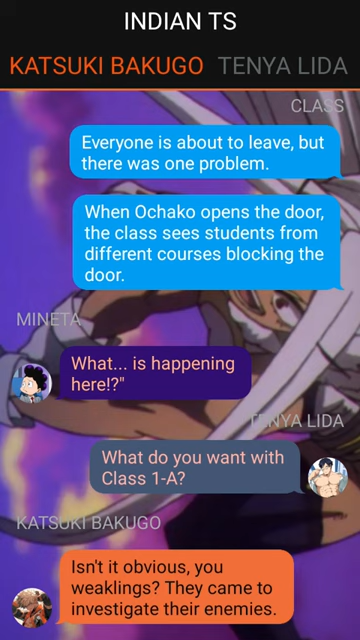 INDIAN TS
KATSUKI BAKUGO TENYA LIDA
CLASS
Everyone is about to leave, but
there was one problem.
When Ochako opens the door,
the class sees students from
different courses blocking the
door.
MINETA
What... is happening
here!?"
TENYA LIDA
What do you want with
Class 1-A?
KATSUKI BAKUGO
Isn't it obvious, you
weaklings? They came to
investigate their enemies.